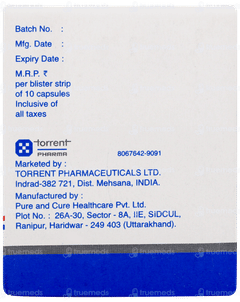 Batch No. :
Mfg. Date :
Expiry Date :
M.R.P. ₹
per blister strip
of 10 capsules
Inclusive of
all taxes
torrent
PHARMA
8067642-9091
Marketed by :
TORRENT PHARMACEUTICALS LTD.
Indrad-382 721, Dist. Mehsana, INDIA.
Manufactured by :
Pure and Cure Healthcare Pvt. Ltd.
Plot No. : 26A-30, Sector - 8A, IIE, SIDCUL,
Ranipur, Haridwar - 249 403 (Uttarakhand).
truemeds